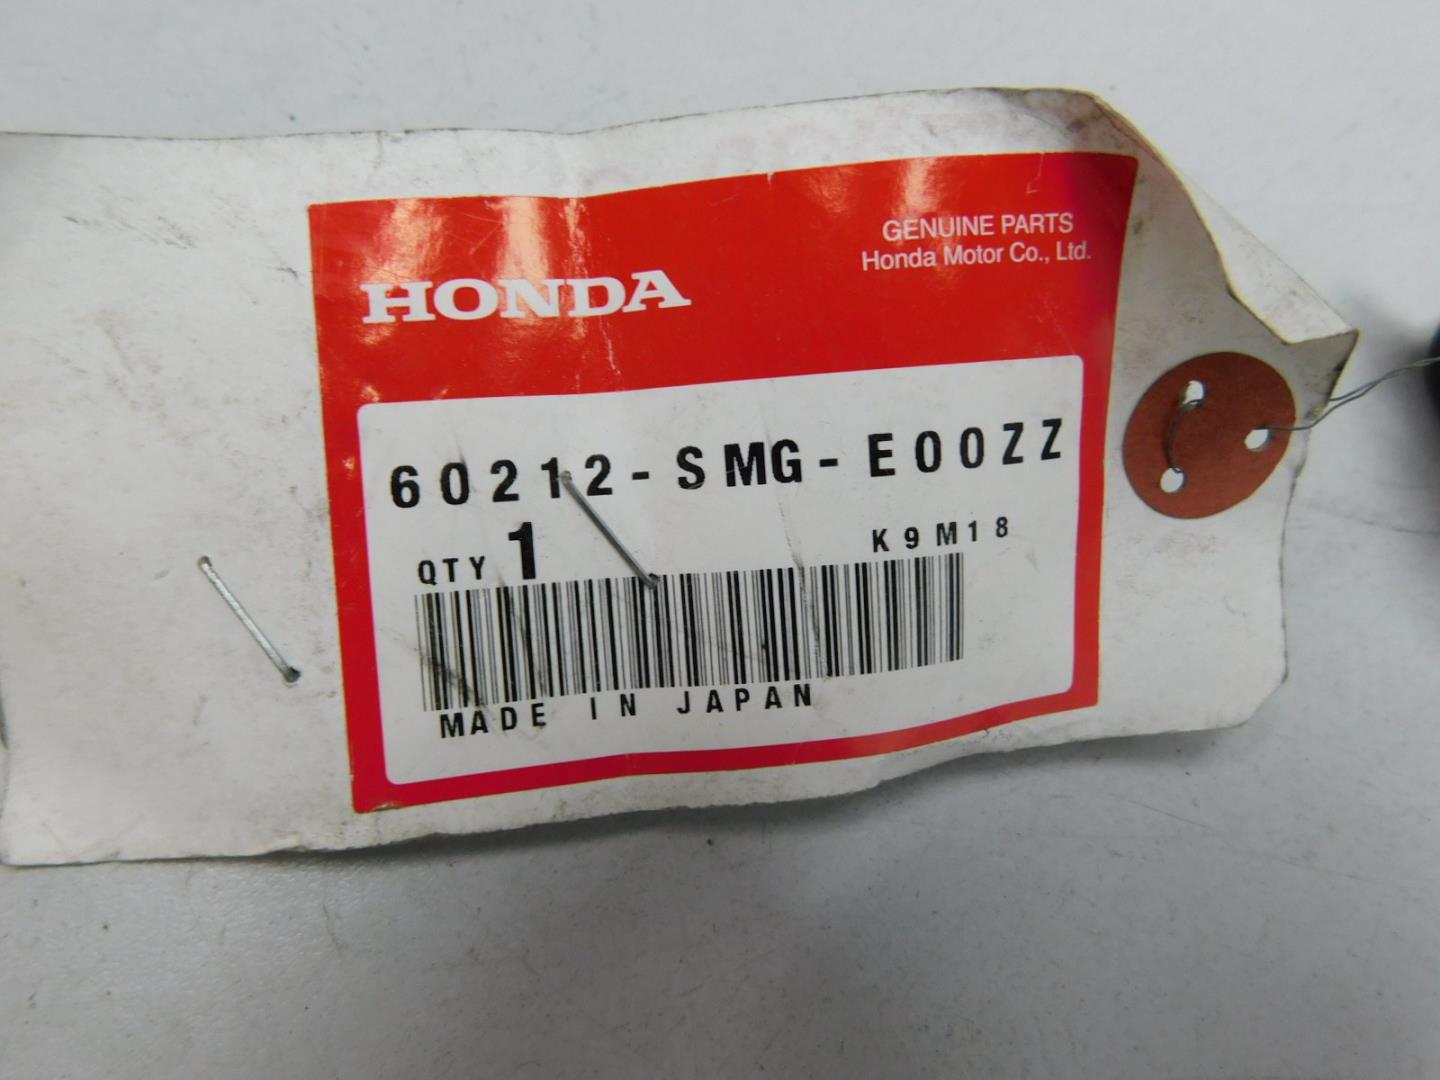 HONDA
GENUINE PARTS
Honda Motor Co., Ltd.
60212-SMG-E00ZZ
QTY 1 K9M18
MADE IN JAPAN